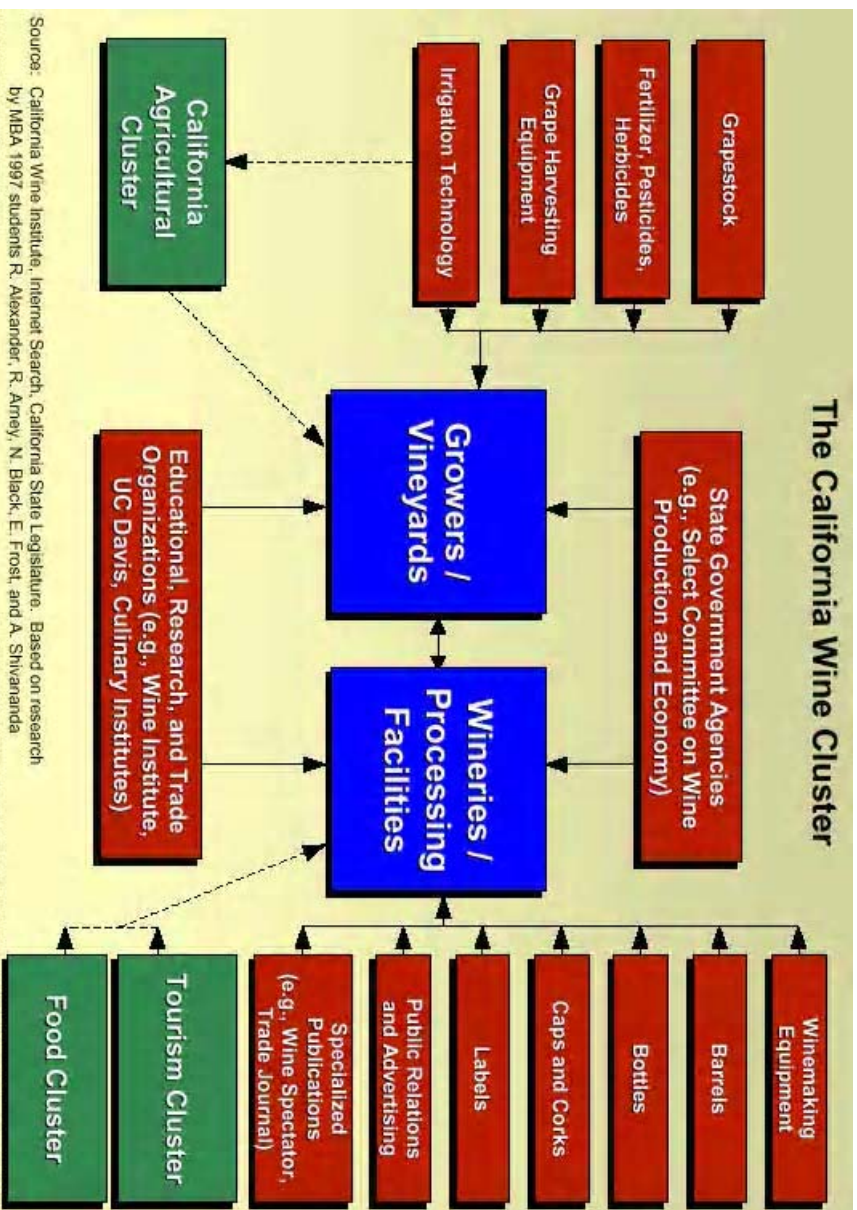 The California Wine Cluster
Grapestock
Fertilizer, Pesticides,
Herbicides
Grape Harvesting
Equipment
Irrigation Technology
California
Agricultural
Cluster
State Government Agencies
(e.g., Select Committee on Wine
Production and Economy)
Growers /
Vineyards
Wineries /
Processing
Facilities
Educational, Research, and Trade
Organizations (e.g., Wine Institute,
UC Davis, Culinary Institutes)
Winemaking
Equipment
Barrels
Bottles
Caps and Corks
Labels
Public Relations
and Advertising
Specialized
Publications
(e.g., Wine Spectator,
Trade Journal)
Tourism Cluster
Food Cluster
Source: California Wine Institute, Internet Search, California State Legislature. Based on research
by MBA 1997 students R. Alexander, R. Arney, N. Black, E. Frost, and A. Shivananda